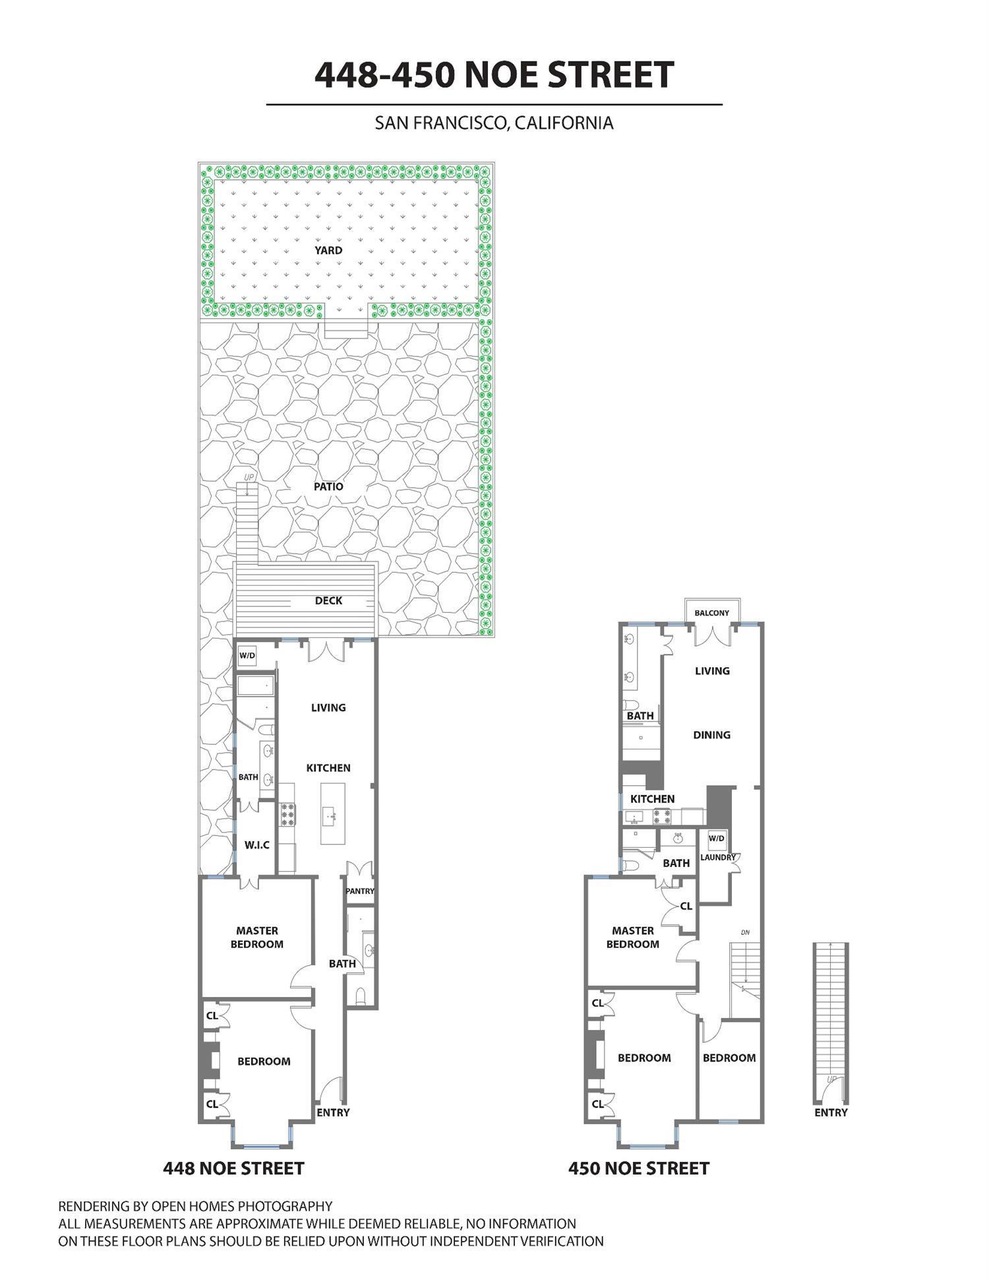 448-450 NOE STREET
SAN FRANCISCO, CALIFORNIA
YARD
UP
PATIO
DECK
W/D
LIVING
KITCHEN
BATH
W.I.C
PANTRY
MASTER
BEDROOM
BATH
CL
BEDROOM
CL
ENTRY
448 NOE STREET
BALCONY
LIVING
BATH
DINING
KITCHEN
W/D
LAUNDRY
BATH
CL
MASTER
BEDROOM
DN
CL
BEDROOM
BEDROOM
CL
UP
ENTRY
450 NOE STREET
RENDERING BY OPEN HOMES PHOTOGRAPHY
ALL MEASUREMENTS ARE APPROXIMATE WHILE DEEMED RELIABLE, NO INFORMATION
ON THESE FLOOR PLANS SHOULD BE RELIED UPON WITHOUT INDEPENDENT VERIFICATION